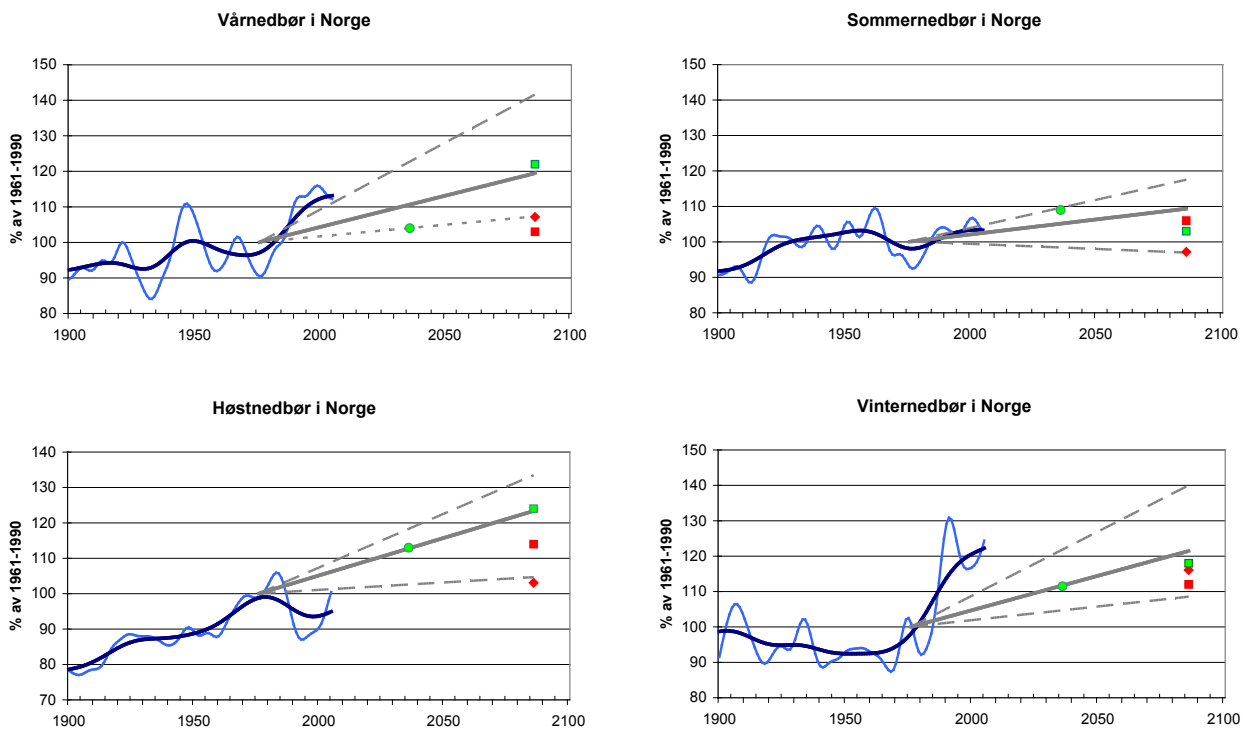 Vårnedbør i Norge
% av 1961-1990
150
140
130
120
110
100
90
80
1900 1950 2000 2050 2100
Sommernedbør i Norge
% av 1961-1990
150
140
130
120
110
100
90
80
1900 1950 2000 2050 2100
Høstnedbør i Norge
% av 1961-1990
140
130
120
110
100
90
80
70
1900 1950 2000 2050 2100
Vinternedbør i Norge
% av 1961-1990
150
140
130
120
110
100
90
80
1900 1950 2000 2050 2100